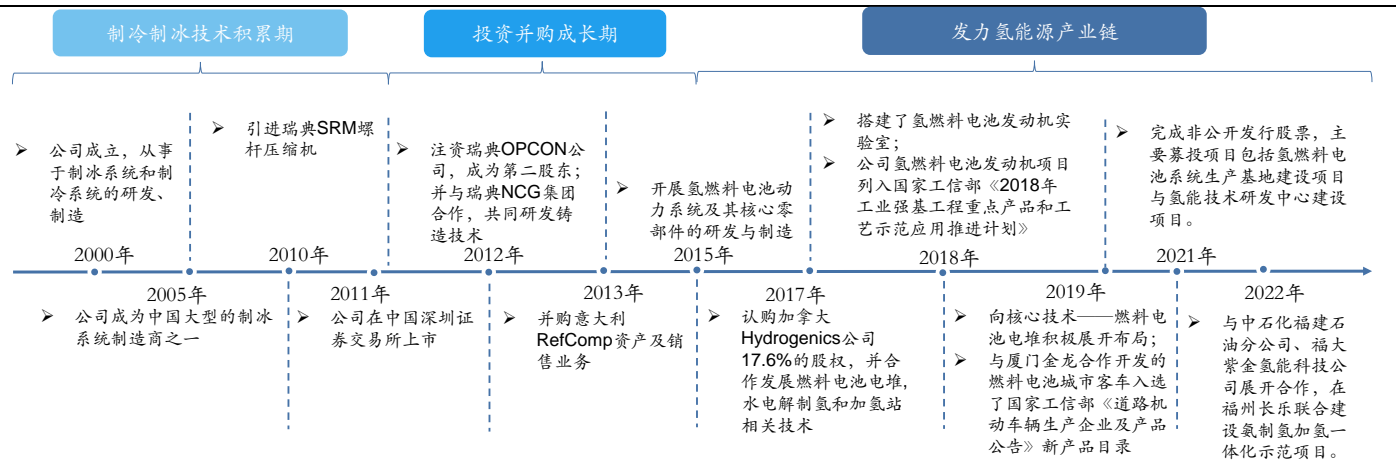 制冷制冰技术积累期
投资并购成长期
发力氢能源产业链
公司成立，从事
于制冰系统和制
冷系统的研发、
制造
2000年
引进瑞典SRM螺
杆压缩机
2010年
注资瑞典OPCON公
司，成为第二股东；
并与瑞典NCG集团
合作，共同研发铸
造技术
2012年
开展氢燃料电池动
力系统及其核心零
部件的研发与制造
2015年
搭建了氢燃料电池发动机实
验室；
公司氢燃料电池发动机项目
列入国家工信部《2018年
工业强基工程重点产品和工
艺示范应用推进计划》
2018年
完成非公开发行股票，主
要募投项目包括氢燃料电
池系统生产基地建设项目
与氢能技术研发中心建设
项目。
2021年
2005年
公司成为中国大型的制冰
系统制造商之一
2011年
公司在中国深圳证
券交易所上市
2013年
并购意大利
RefComp资产及销
售业务
2017年
认购加拿大
Hydrogenics公司
17.6%的股权，并合
作发展燃料电池电堆，
水电解制氢和加氢站
相关技术
2019年
向核心技术——燃料电
池电堆积极展开布局；
与厦门金龙合作开发的
燃料电池城市客车入选
了国家工信部《道路机
动车辆生产企业及产品
公告》新产品目录
2022年
与中石化福建石
油分公司、福大
紫金氢能科技公
司展开合作，在
福州长乐联合建
设氨制氢加氢一
体化示范项目。